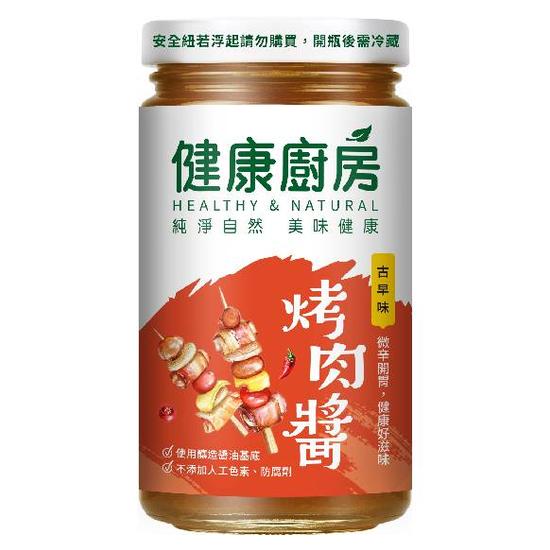 安全鈕若浮起請勿購買，開瓶後需冷藏
健康廚房
HEALTHY & NATURAL
純淨自然 美味健康
古早味
烤肉醬
微辛開胃，健康好滋味
使用釀造醬油基底
不添加人工色素、防腐劑